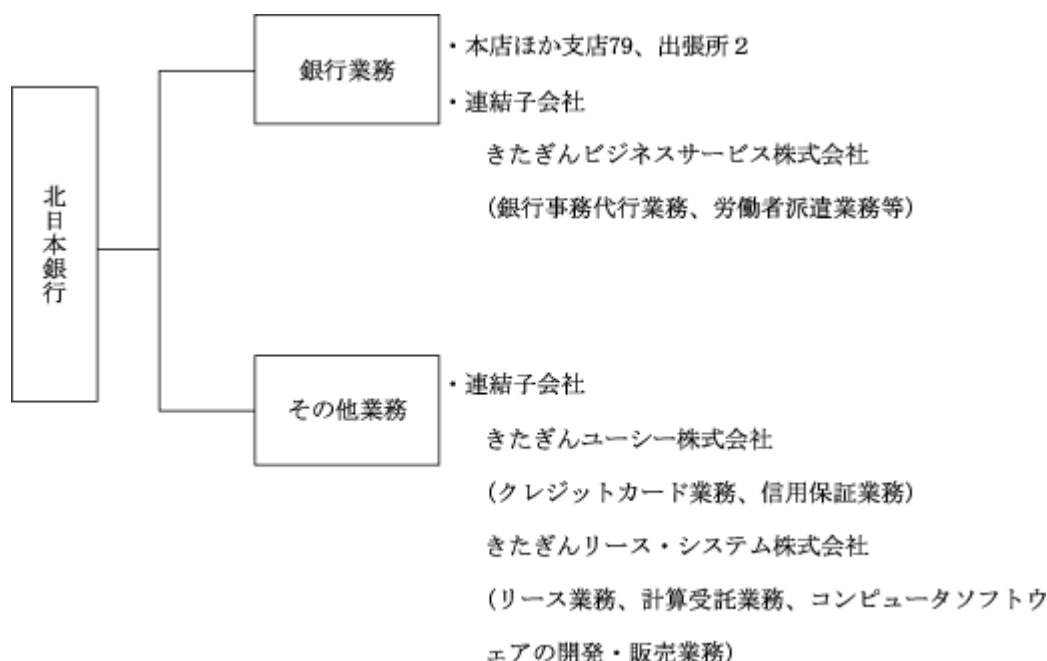 北日本銀行
銀行業務
・本店ほか支店79、出張所2
・連結子会社
きたぎんビジネスサービス株式会社
(銀行事務代行業務、労働者派遣業務等)
その他業務
・連結子会社
きたぎんユーシー株式会社
(クレジットカード業務、信用保証業務)
きたぎんリース・システム株式会社
(リース業務、計算受託業務、コンピュータソフトウ
ェアの開発・販売業務)